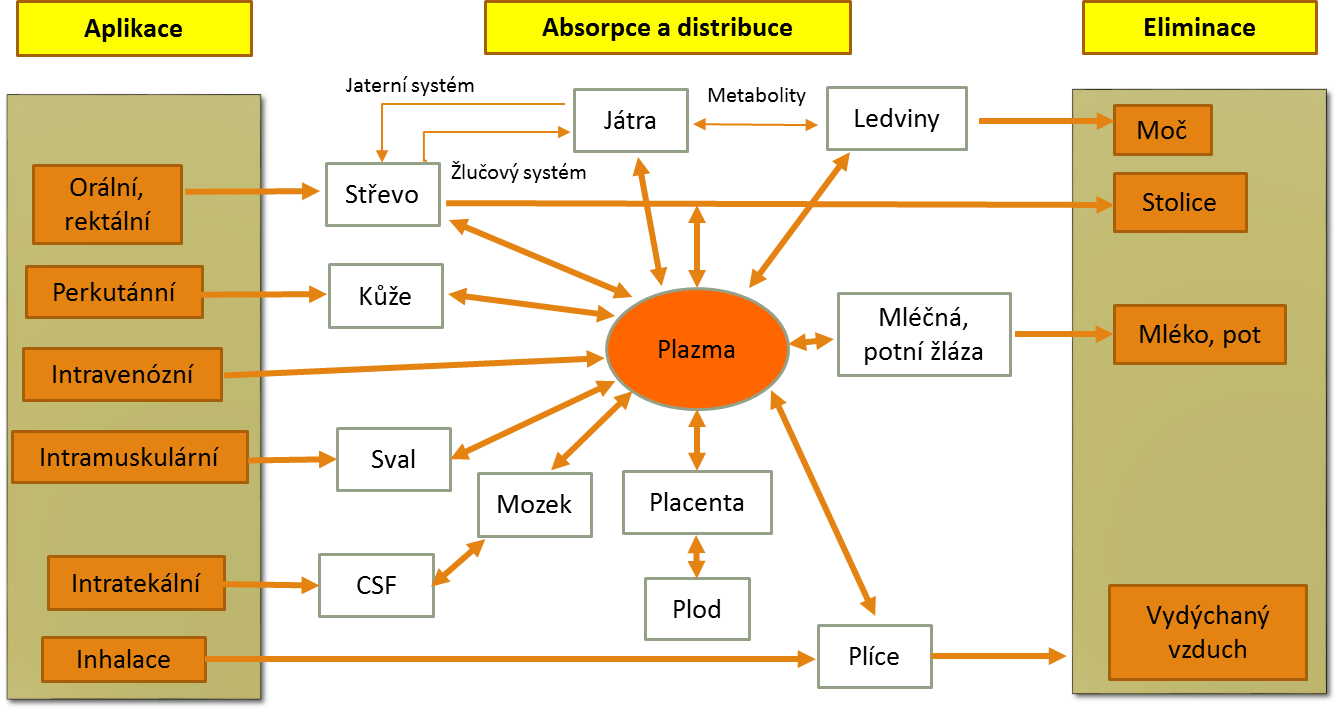 Aplikace
Absorpce a distribuce
Eliminace
Jaterní systém
Metabolity
Játra
Ledviny
Moč
Žlučový systém
Orální,
rektální
Střevo
Stolice
Perkutánní
Kůže
Mléčná,
potní žláza
Mléko, pot
Plazma
Intravenózní
Intramuskulární
Sval
Mozek
Placenta
Intratekální
CSF
Plod
Vydýchaný
vzduch
Inhalace
Plíce